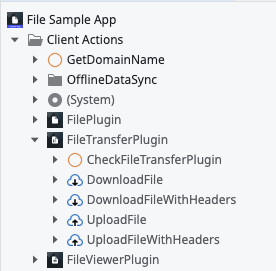 File Sample App
Client Actions
GetDomainName
OfflineDataSync
(System)
FilePlugin
FileTransferPlugin
CheckFileTransferPlugin
DownloadFile
DownloadFileWithHeaders
UploadFile
UploadFileWithHeaders
FileViewerPlugin